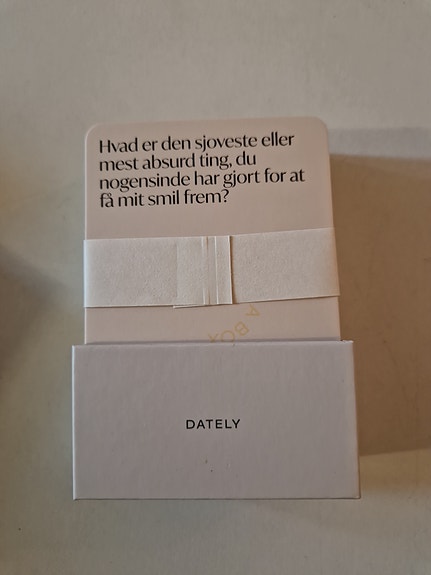 Hvad er den sjoveste eller
mest absurd ting, du
nogensinde har gjort for at
få mit smil frem?
DATELY